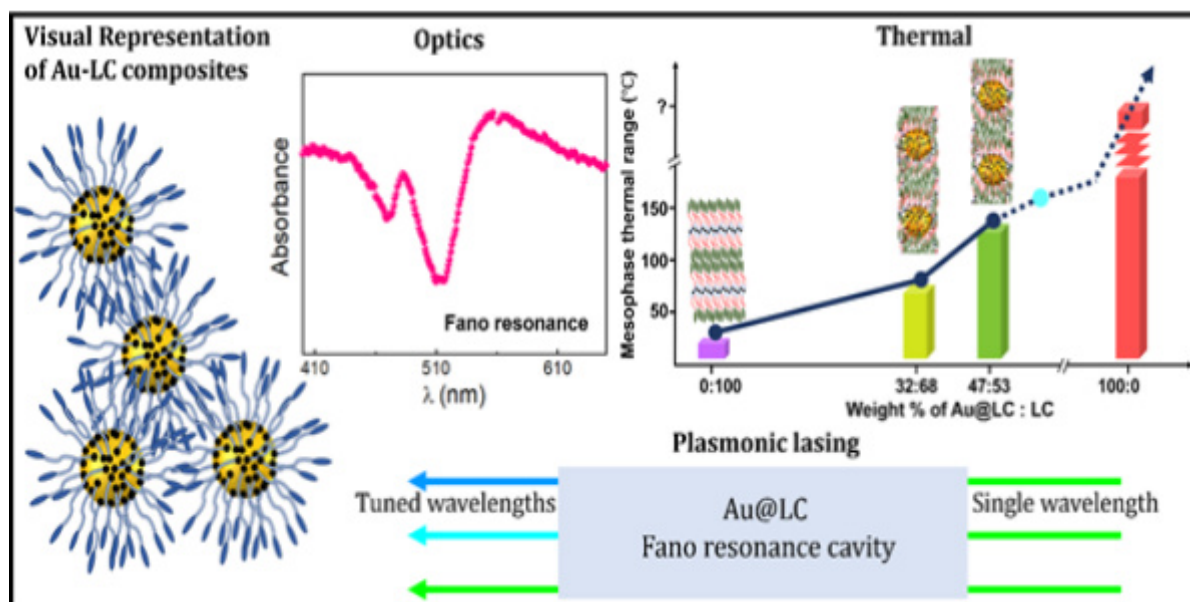 Visual Representation
of Au-LC composites
Optics
Absorbance
Fano resonance
410
510
610
λ (nm)
Thermal
Mesophase thermal range (°C)
?
150
100
50
0:100
32:68
47:53
100:0
Weight % of Au@LC : LC
Plasmonic lasing
Tuned wavelengths
Au@LC
Fano resonance cavity
Single wavelength